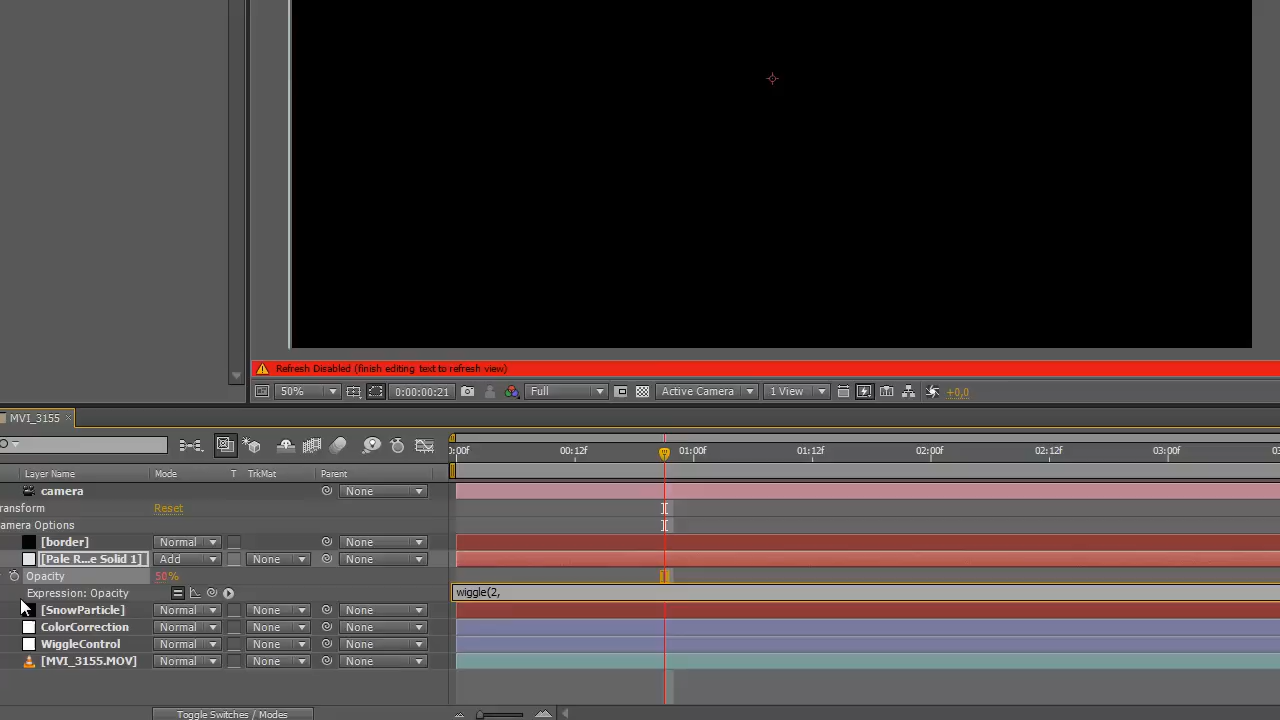 Refresh Disabled (finish editing text to refresh view)
50% 0:00:00:21 Full Active Camera 1 View +0,0
MVI_3155 ×
:00f 00:12f 01:00f 01:12f 02:00f 02:12f 03:00f 03
Layer Name Mode T TrkMat Parent
camera None
ransform Reset
amera Options
[border] Normal None
[Pale R...e Solid 1] Add None None
Opacity 50%
Expression: Opacity wiggle(2,
[SnowParticle] Normal None None
ColorCorrection Normal None None
WiggleControl Normal None None
[MVI_3155.MOV] Normal None None
Toggle Switches / Modes